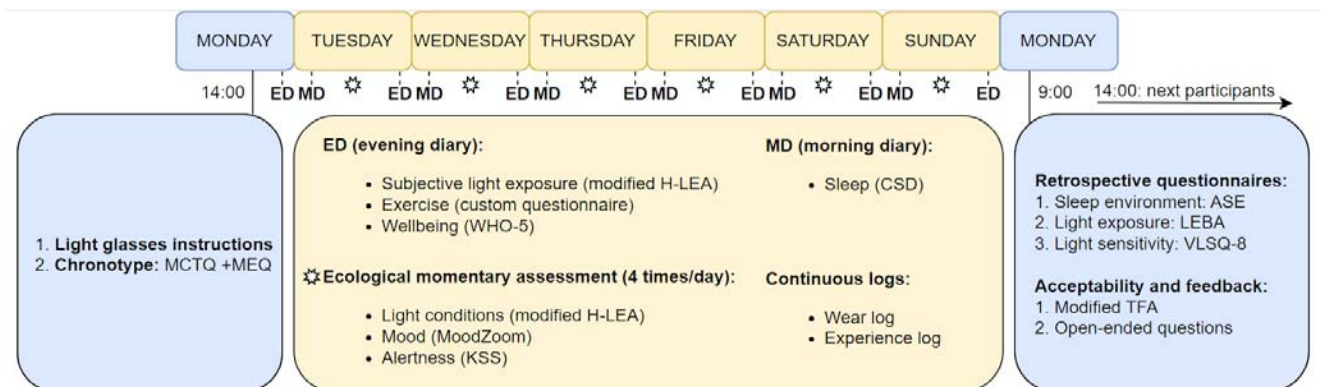 MONDAY TUESDAY WEDNESDAY THURSDAY FRIDAY SATURDAY SUNDAY MONDAY
14:00 ED MD ED MD ED MD ED MD ED MD ED MD ED 9:00 14:00: next participants
1. Light glasses instructions
2. Chronotype: MCTQ +MEQ
ED (evening diary):
• Subjective light exposure (modified H-LEA)
• Exercise (custom questionnaire)
• Wellbeing (WHO-5)
Ecological momentary assessment (4 times/day):
• Light conditions (modified H-LEA)
• Mood (MoodZoom)
• Alertness (KSS)
MD (morning diary):
• Sleep (CSD)
Continuous logs:
• Wear log
• Experience log
Retrospective questionnaires:
1. Sleep environment: ASE
2. Light exposure: LEBA
3. Light sensitivity: VLSQ-8
Acceptability and feedback:
1. Modified TFA
2. Open-ended questions